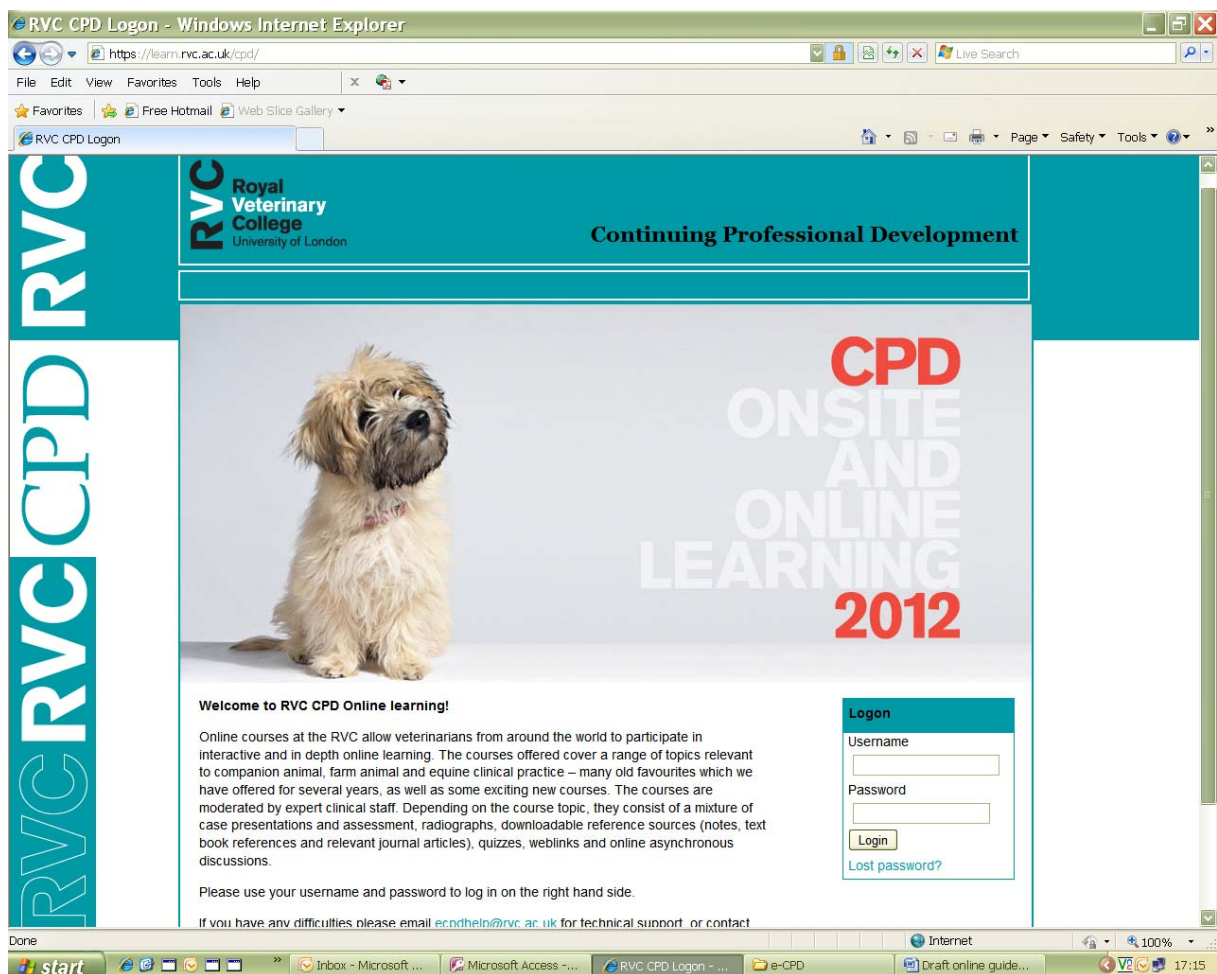 RVC CPD Logon - Windows Internet Explorer
https://learn.rvc.ac.uk/cpd/
Live Search
File Edit View Favorites Tools Help
Favorites Free Hotmail Web Slice Gallery
RVC CPD Logon
Page Safety Tools
RVC
CPD
RVC
RVC
RVC
Royal
Veterinary
College
University of London
Continuing Professional Development
CPD
ONSITE
AND
ONLINE
LEARNING
2012
Welcome to RVC CPD Online learning!
Online courses at the RVC allow veterinarians from around the world to participate in
interactive and in depth online learning. The courses offered cover a range of topics relevant
to companion animal, farm animal and equine clinical practice – many old favourites which we
have offered for several years, as well as some exciting new courses. The courses are
moderated by expert clinical staff. Depending on the course topic, they consist of a mixture of
case presentations and assessment, radiographs, downloadable reference sources (notes, text
book references and relevant journal articles), quizzes, weblinks and online asynchronous
discussions.
Please use your username and password to log in on the right hand side.
If you have any difficulties please email ecpdhelp@rvc.ac.uk for technical support, or contact
Logon
Username
Password
Login
Lost password?
Done
Internet
100%
start
Inbox - Microsoft ...
Microsoft Access -...
RVC CPD Logon - ...
e-CPD
Draft online guide...
17:15